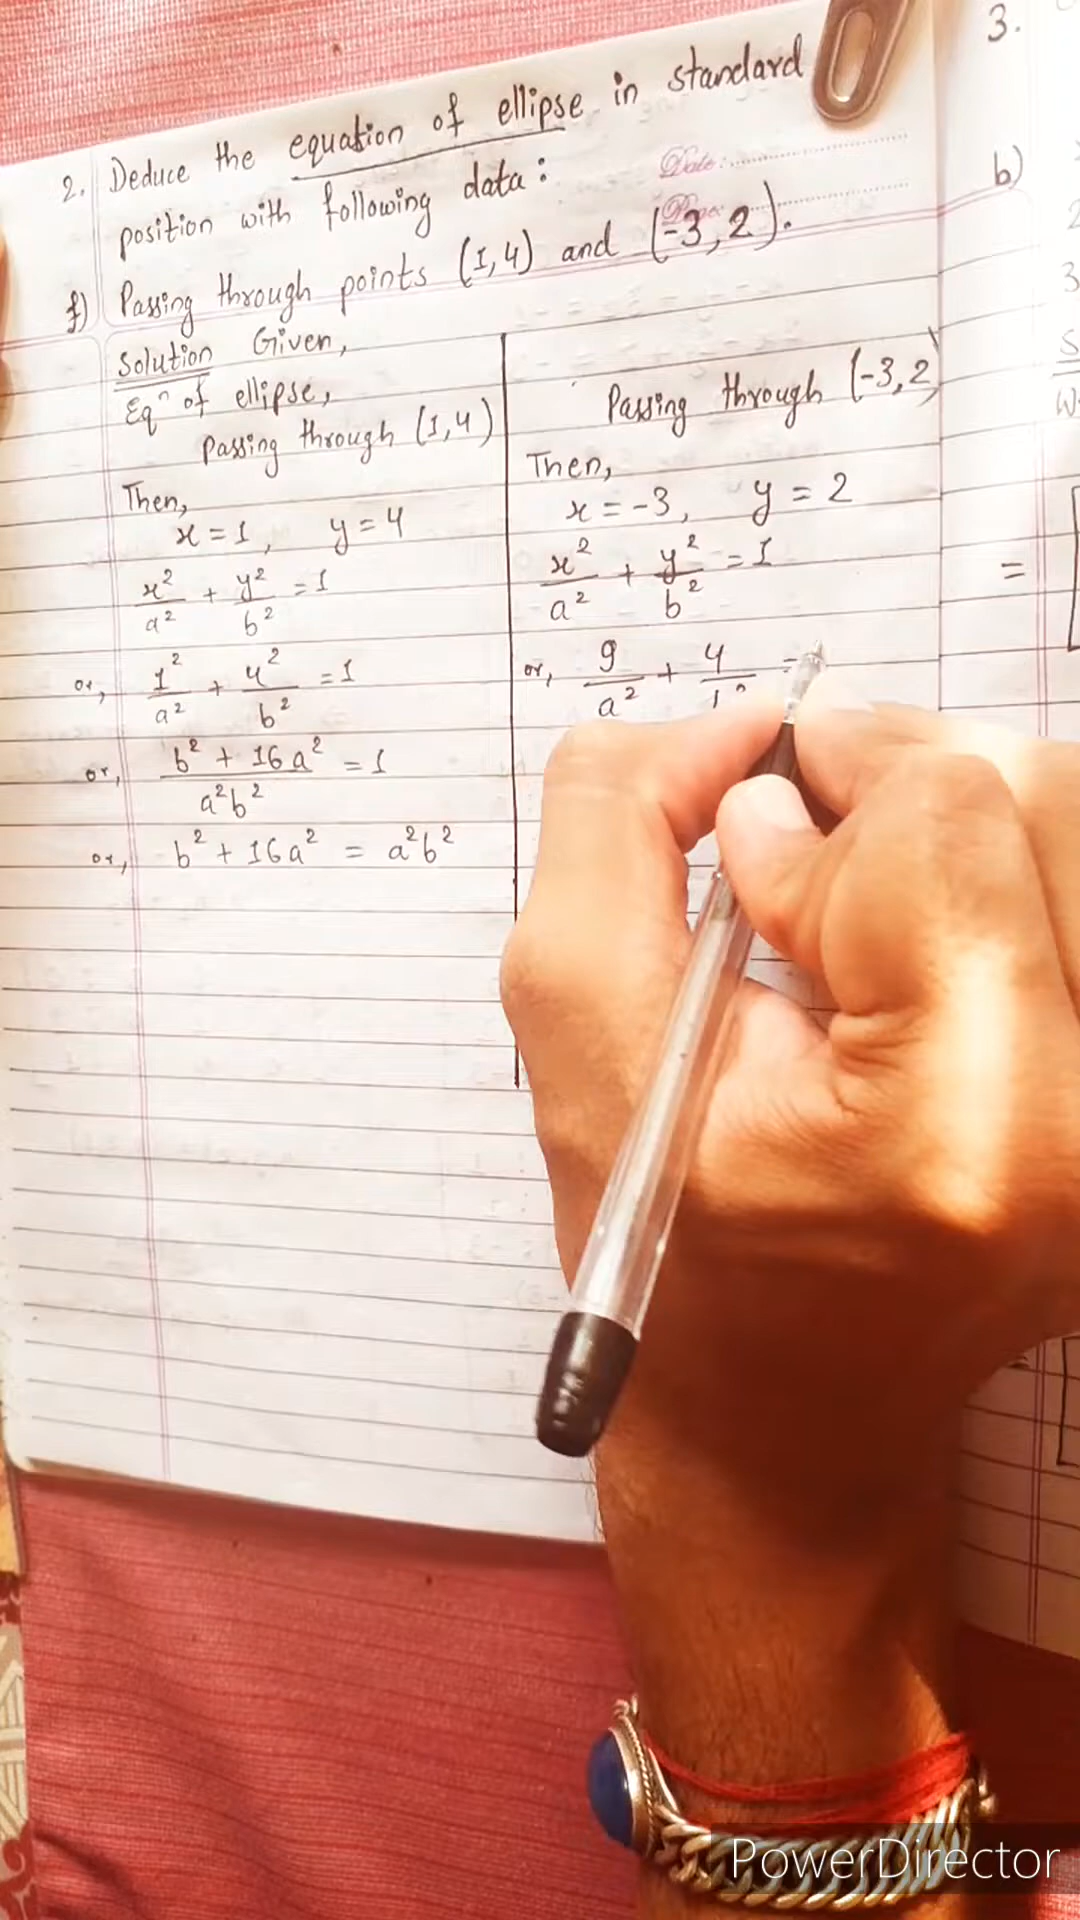 2. Deduce the equation of ellipse in standard
position with following data:
Date:
f) Passing through points (1,4) and (-3,2).
Solution Given,
Eqⁿ of ellipse,
Passing through (1,4)
Then,
x = 1, y = 4
x²/a² + y²/b² = 1
or, 1²/a² + 4²/b² = 1
or, b² + 16a²/a²b² = 1
or, b² + 16a² = a²b²
Passing through (-3,2)
Then,
x = -3, y = 2
x²/a² + y²/b² = 1
or, 9/a² + 4/b² =
3.
b)
2
3
=
PowerDirector